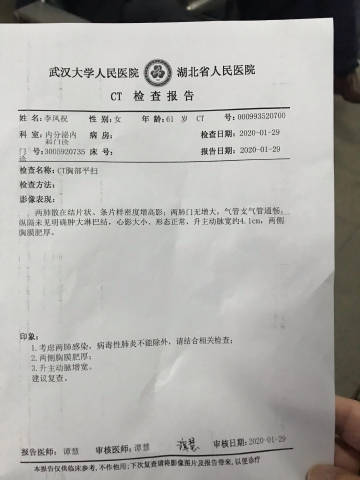 武汉大学人民医院 湖北省人民医院
CT 检查报告
姓 名:李凤祝 性 别:女 年 龄:61 岁 CT 号:000993520700
科 室:内分泌内科门诊 病 房: 检查日期:2020-01-29
门诊号:3005920735 床 号: 报告日期:2020-01-29
检查名称:CT胸部平扫
检查方法:
影像表现:
两肺散在结片状、条片样密度增高影;两肺门无增大,气管支气管通畅;
纵隔未见明确肿大淋巴结,心影大小、形态正常,升主动脉宽约4.1cm,两侧
胸膜肥厚。
印象:
1.考虑两肺感染,病毒性肺炎不能除外,请结合相关检查;
2.两侧胸膜肥厚;
3.升主动脉增宽。
建议复查。
报告医师:谭慧 审核医师:谭慧 审核日期:2020-01-29
本报告仅供临床参考,不作他用;下次复查请将影像图片及报告带来,以便诊疗